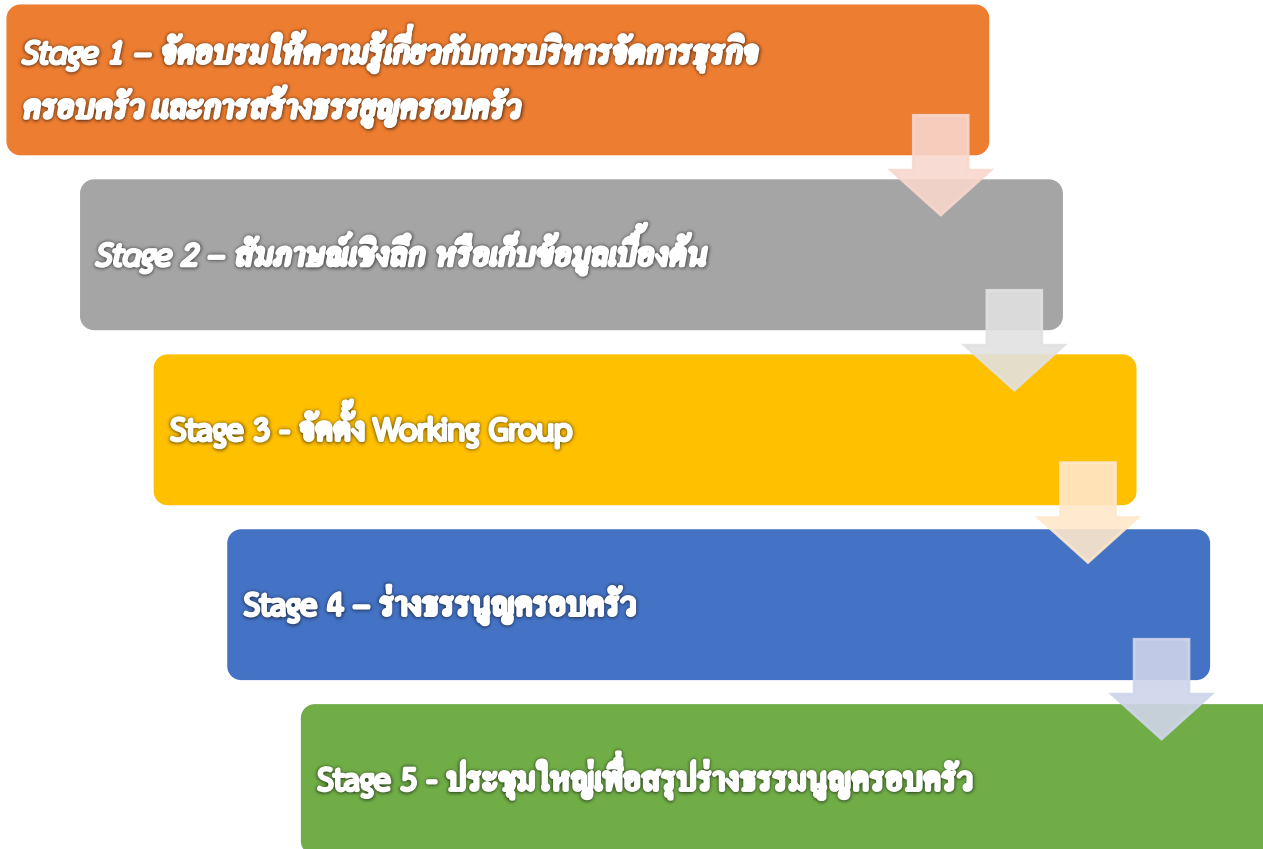 Stage 1 – จัดอบรมให้ความรู้เกี่ยวกับการบริหารจัดการธุรกิจ
ครอบครัว และการสร้างธรรมูญครอบครัว
Stage 2 – สัมภาษณ์เชิงลึก หรือเก็บข้อมูลเบื้องต้น
Stage 3 - จัดตั้ง Working Group
Stage 4 – ร่างธรรนูญครอบครัว
Stage 5 - ประชุมใหญ่เพื่อสรุปร่างธรรมนูญครอบครัว